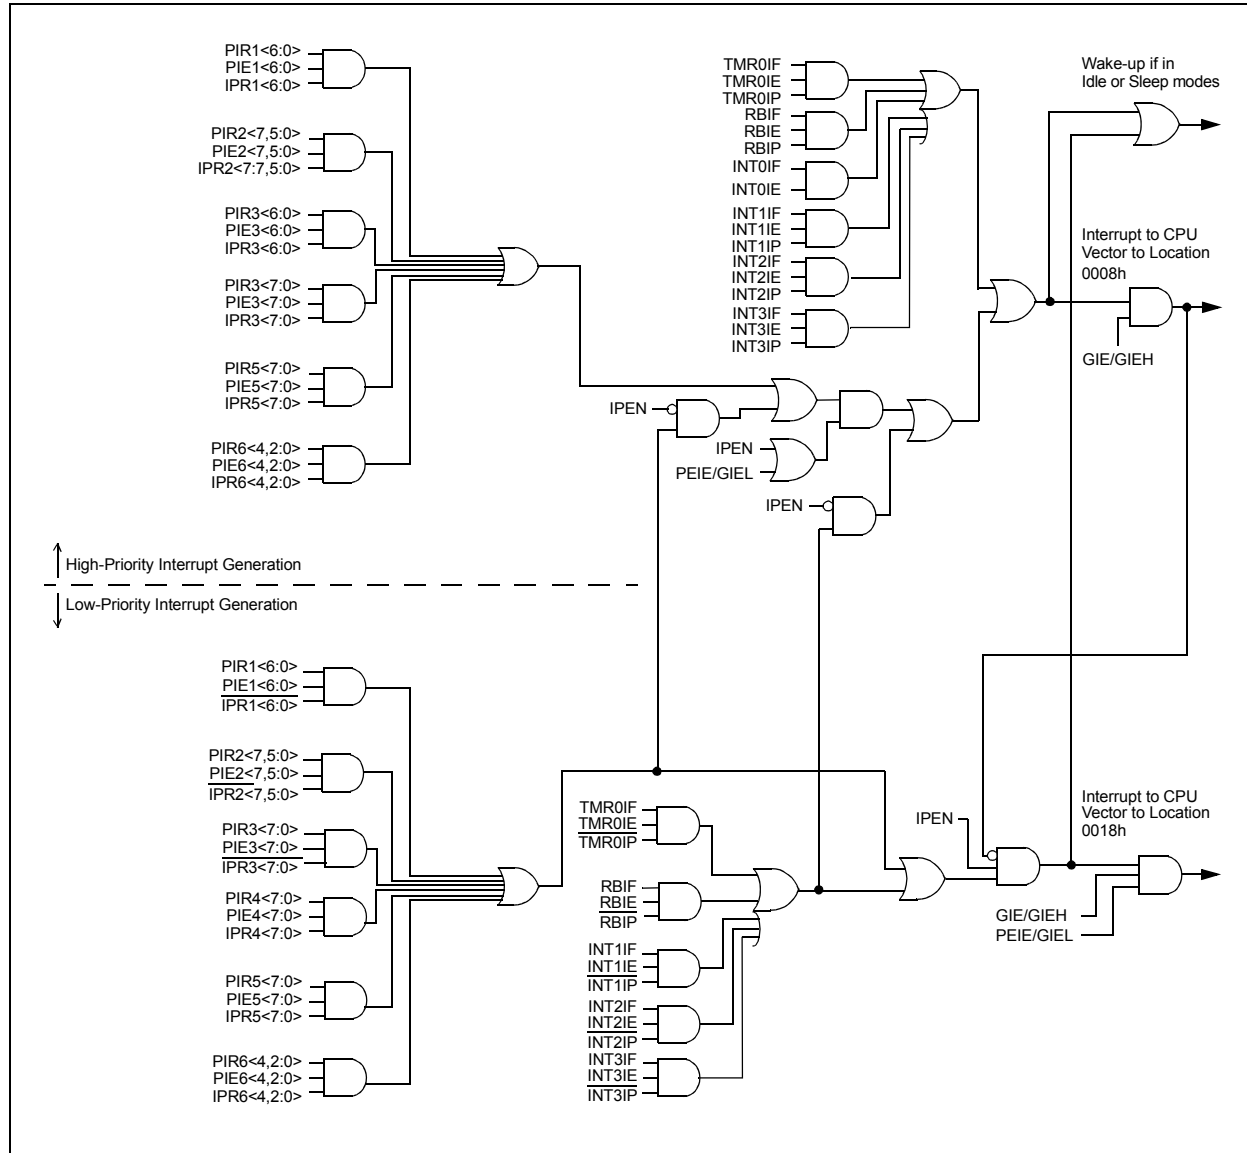 PIR1<6:0>
PIE1<6:0>
IPR1<6:0>
PIR2<7,5:0>
PIE2<7,5:0>
IPR2<7:7,5:0>
PIR3<6:0>
PIE3<6:0>
IPR3<6:0>
PIR3<7:0>
PIE3<7:0>
IPR3<7:0>
PIR5<7:0>
PIE5<7:0>
IPR5<7:0>
PIR6<4,2:0>
PIE6<4,2:0>
IPR6<4,2:0>
TMR0IF
TMR0IE
TMR0IP
RBIF
RBIE
RBIP
INT0IF
INT0IE
INT1IF
INT1IE
INT1IP
INT2IF
INT2IE
INT2IP
INT3IF
INT3IE
INT3IP
Wake-up if in
Idle or Sleep modes
Interrupt to CPU
Vector to Location
0008h
GIE/GIEH
IPEN
IPEN
PEIE/GIEL
IPEN
High-Priority Interrupt Generation
Low-Priority Interrupt Generation
PIR1<6:0>
PIE1<6:0>
IPR1<6:0>
PIR2<7,5:0>
PIE2<7,5:0>
IPR2<7,5:0>
PIR3<7:0>
PIE3<7:0>
IPR3<7:0>
PIR4<7:0>
PIE4<7:0>
IPR4<7:0>
PIR5<7:0>
PIE5<7:0>
IPR5<7:0>
PIR6<4,2:0>
PIE6<4,2:0>
IPR6<4,2:0>
TMR0IF
TMR0IE
TMR0IP
RBIF
RBIE
RBIP
INT1IF
INT1IE
INT1IP
INT2IF
INT2IE
INT2IP
INT3IF
INT3IE
INT3IP
IPEN
Interrupt to CPU
Vector to Location
0018h
GIE/GIEH
PEIE/GIEL